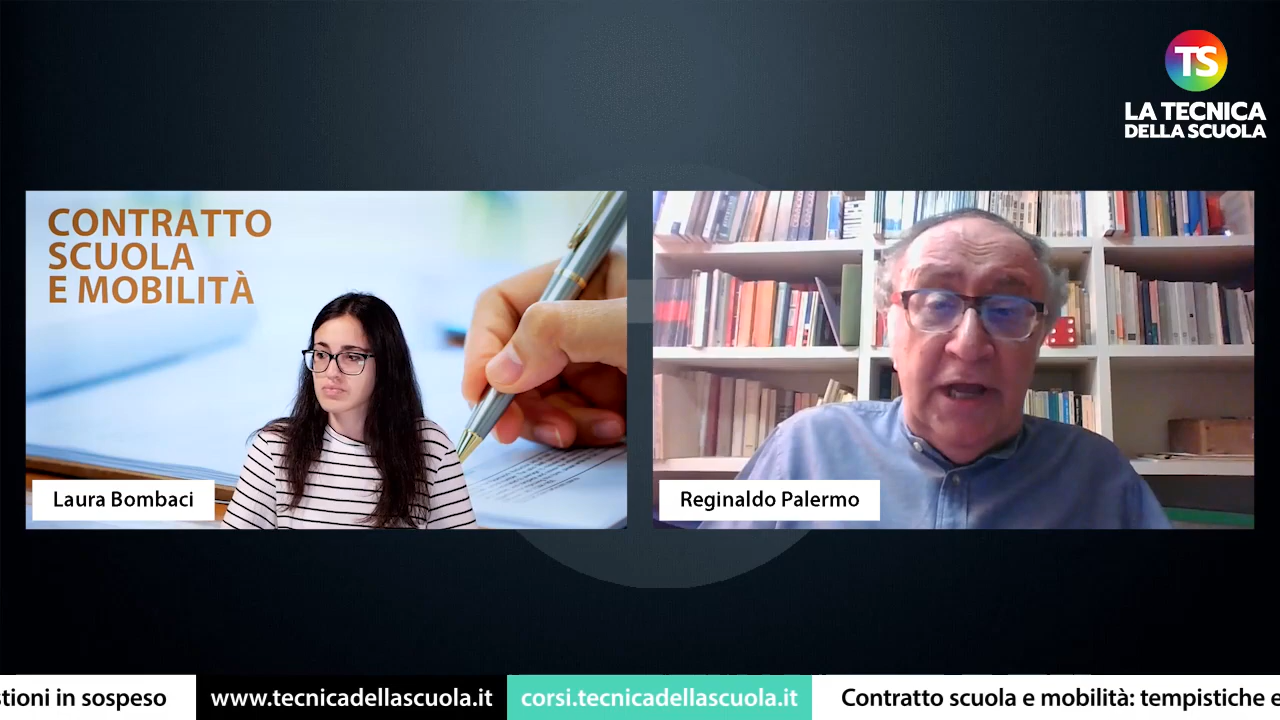 TS
LA TECNICA
DELLA SCUOLA
CONTRATTO
SCUOLA
E MOBILITÀ
Laura Bombaci
Reginaldo Palermo
stioni in sospeso
www.tecnicadellascuola.it
corsi.tecnicadellascuola.it
Contratto scuola e mobilità: tempistiche e